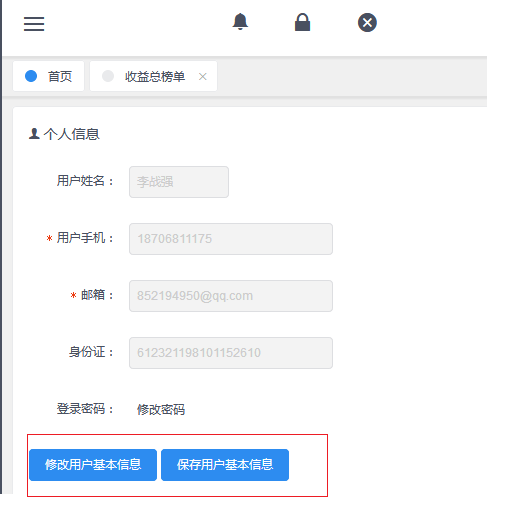 首页 收益总榜单 ×
个人信息
用户姓名： 李战强
* 用户手机： 18706811175
* 邮箱： 852194950@qq.com
身份证： 612321198101152610
登录密码： 修改密码
修改用户基本信息 保存用户基本信息